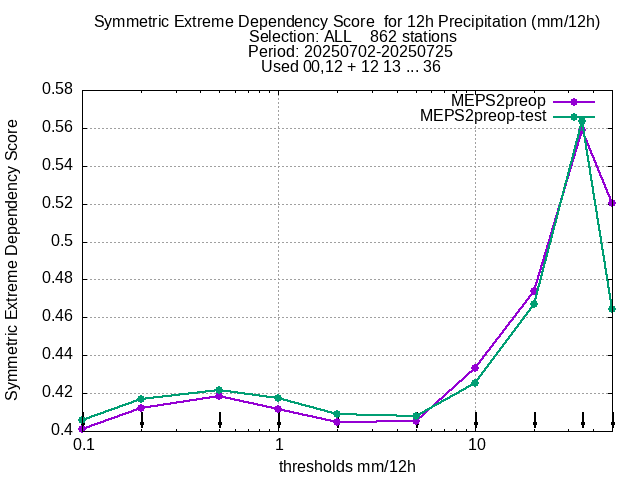 Symmetric Extreme Dependency Score  for 12h Precipitation (mm/12h)
Selection: ALL    862 stations
Period: 20250702-20250725
Used 00,12 + 12 13 ... 36
MEPS2preop
MEPS2preop-test
Symmetric Extreme Dependency Score
0.58
0.56
0.54
0.52
0.5
0.48
0.46
0.44
0.42
0.4
0.1
1
10
thresholds mm/12h